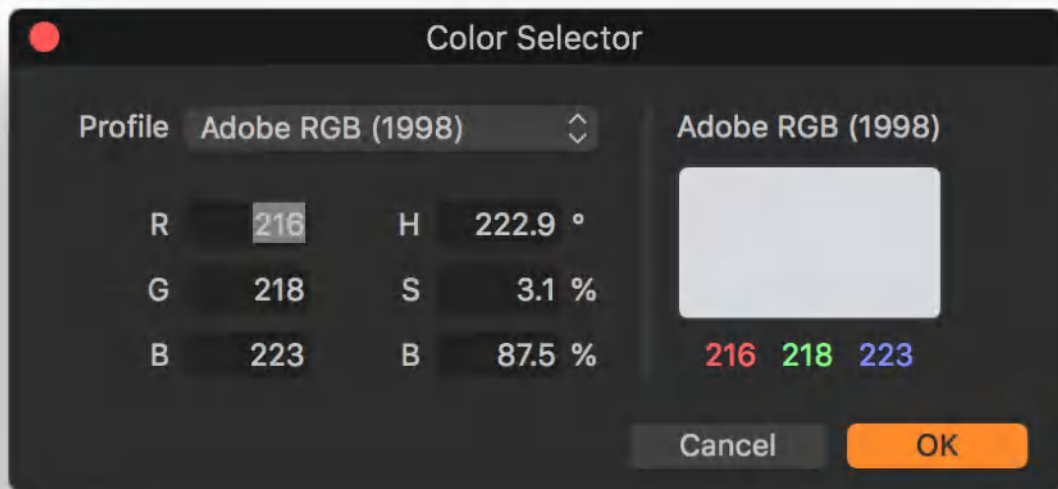 Color Selector
Profile Adobe RGB (1998) Adobe RGB (1998)
R 216 H 222.9 °
G 218 S 3.1 %
B 223 B 87.5 % 216 218 223
Cancel OK